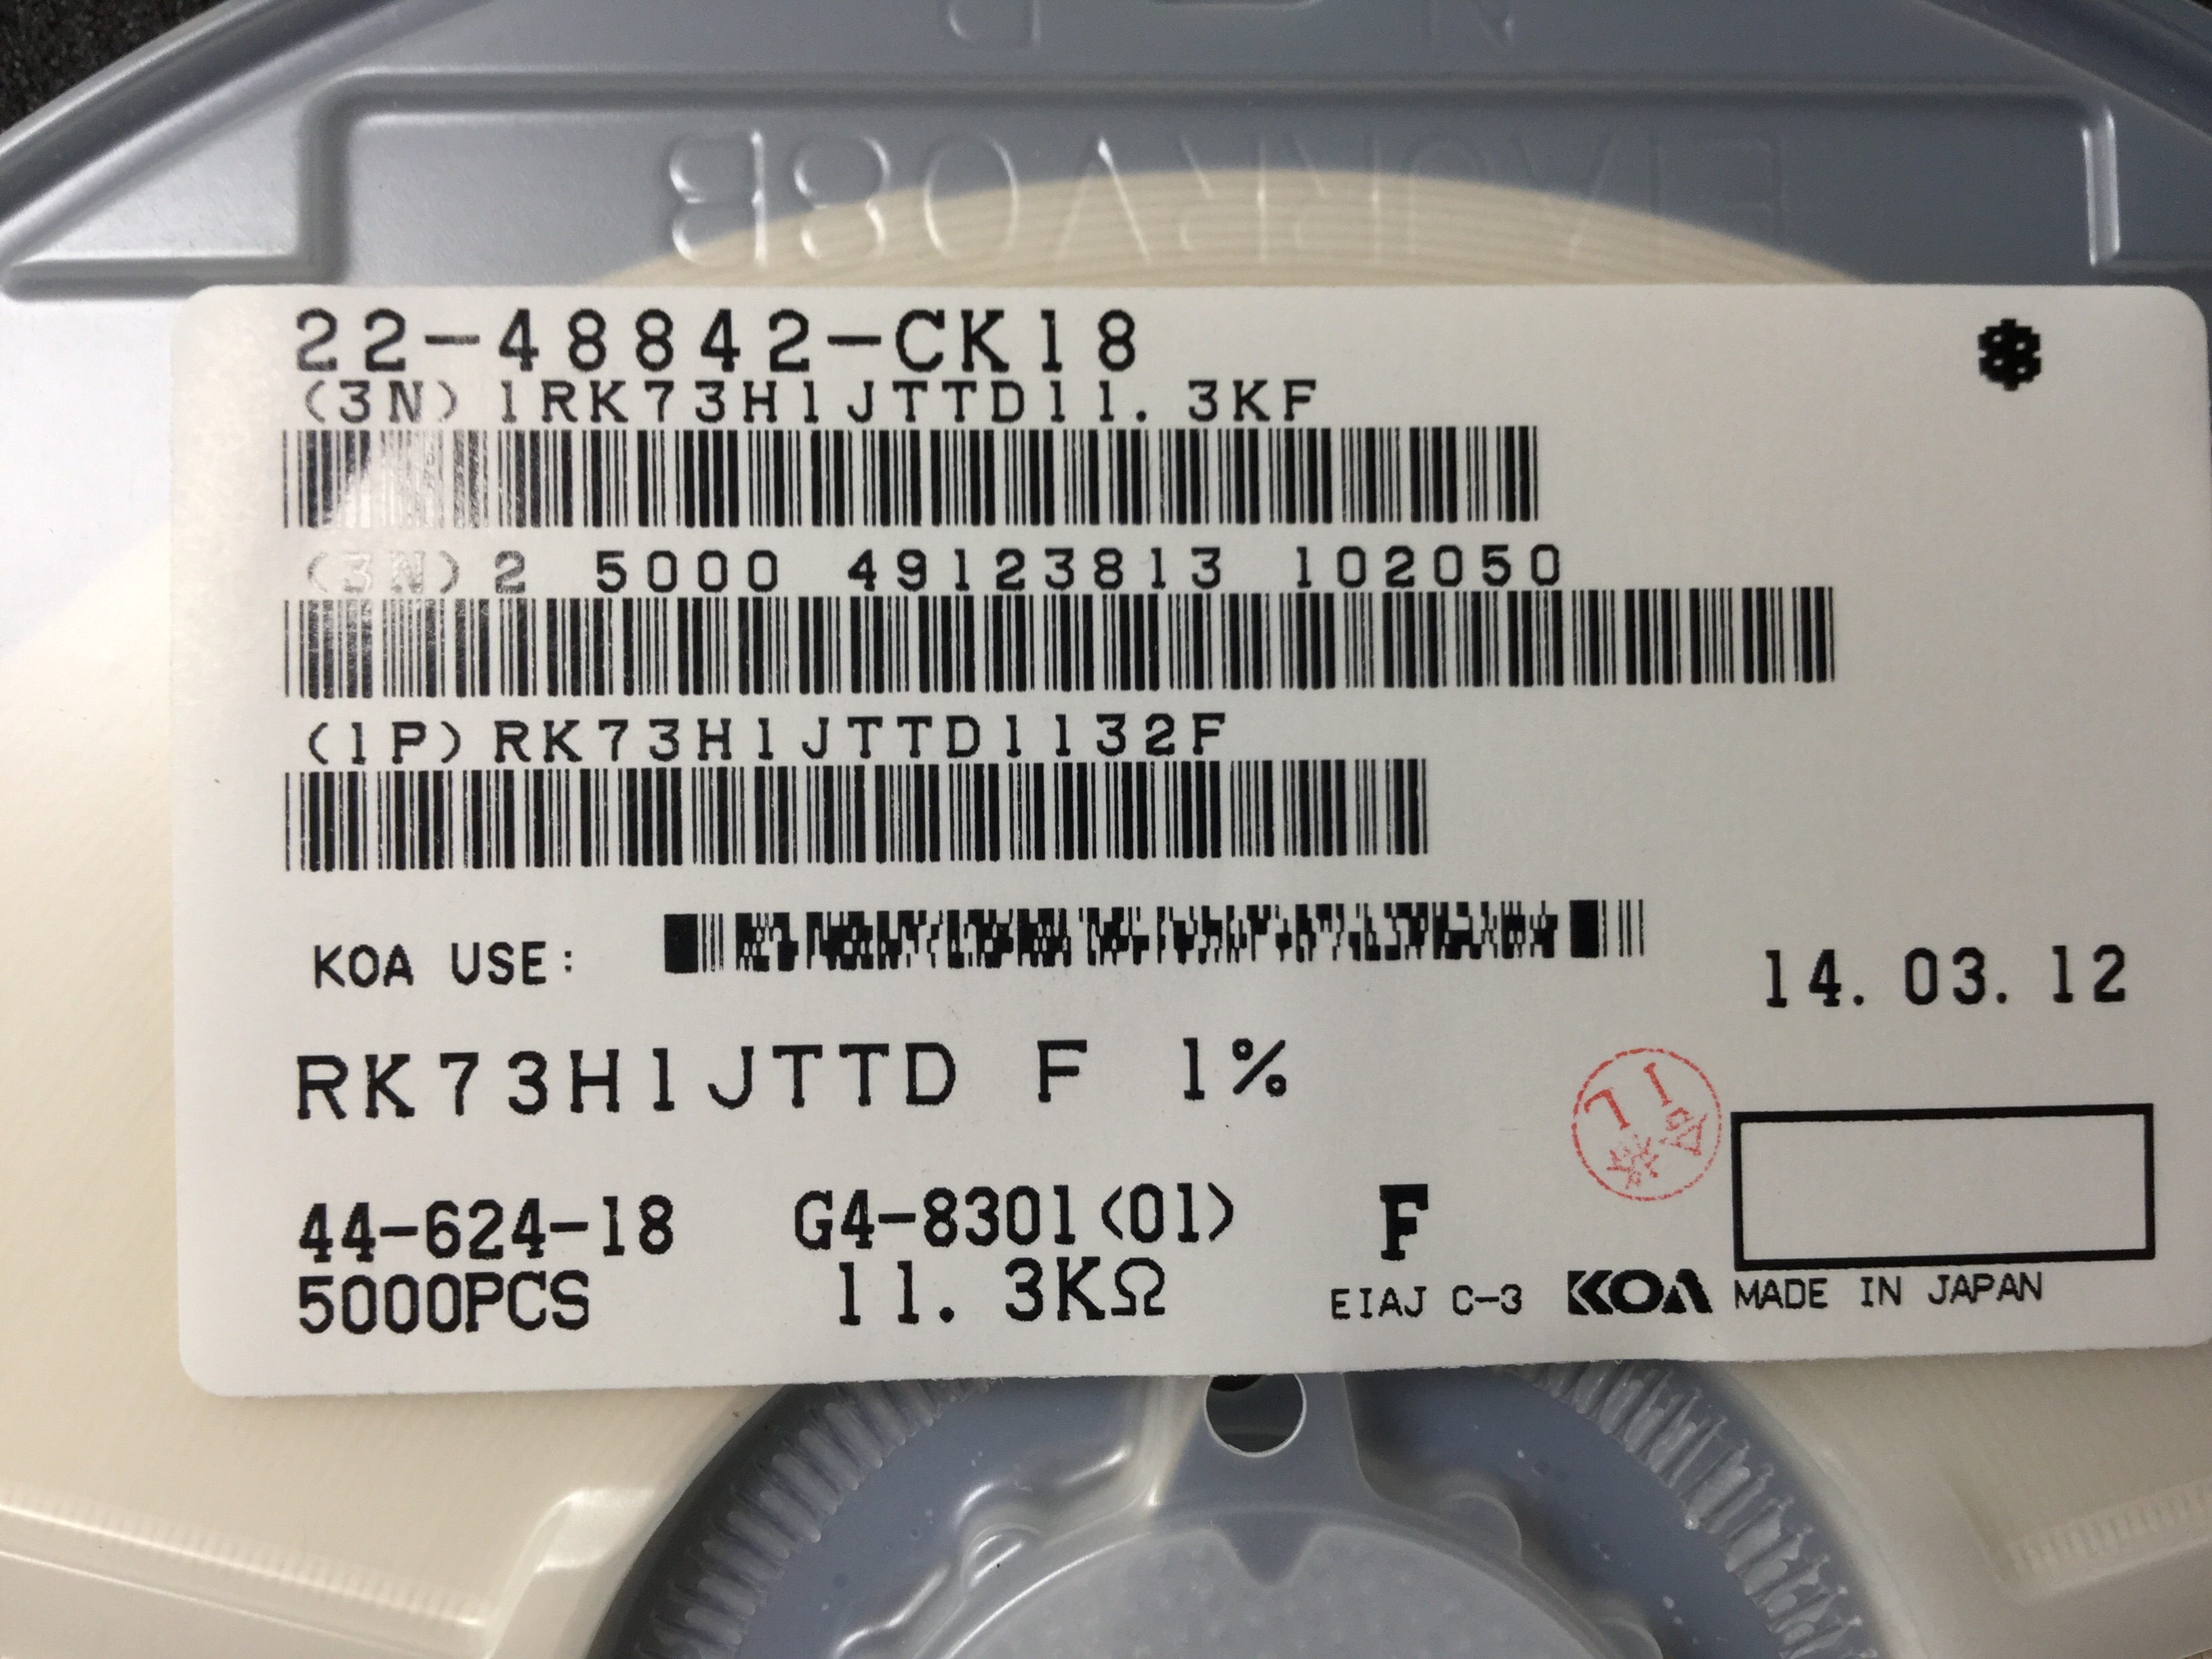 22-48842-CK18
(3N)1RK73H1JTTD11.3KF
(3N)2 5000 49123813 102050
(1P)RK73H1JTTD1132F
KOA USE:
14.03.12
RK73H1JTTD F 1%
44-624-18 G4-8301(01) F
5000PCS 11.3KΩ EIAJ C-3 KOA MADE IN JAPAN